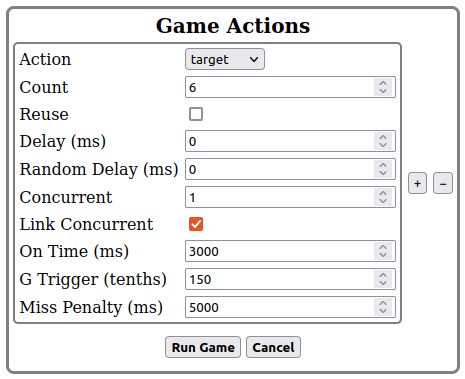 Game Actions
Action target
Count 6
Reuse
Delay (ms) 0
Random Delay (ms) 0
Concurrent 1
Link Concurrent
On Time (ms) 3000
G Trigger (tenths) 150
Miss Penalty (ms) 5000
+ −
Run Game Cancel